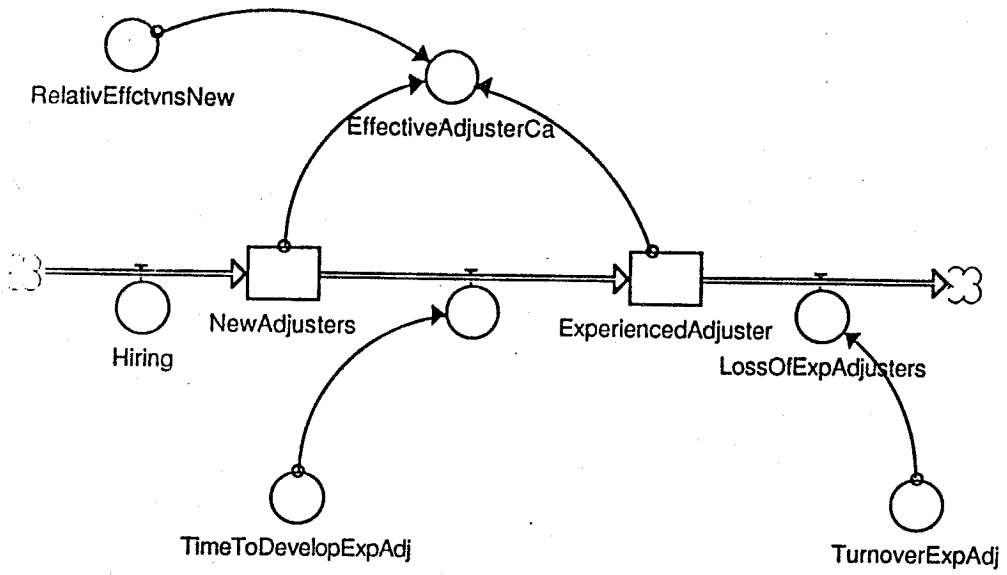 RelativEffctvnsNew
EffectiveAdjusterCa
NewAdjusters
ExperiencedAdjuster
Hiring
LossOfExpAdjusters
TimeToDevelopExpAdj
TurnoverExpAdj